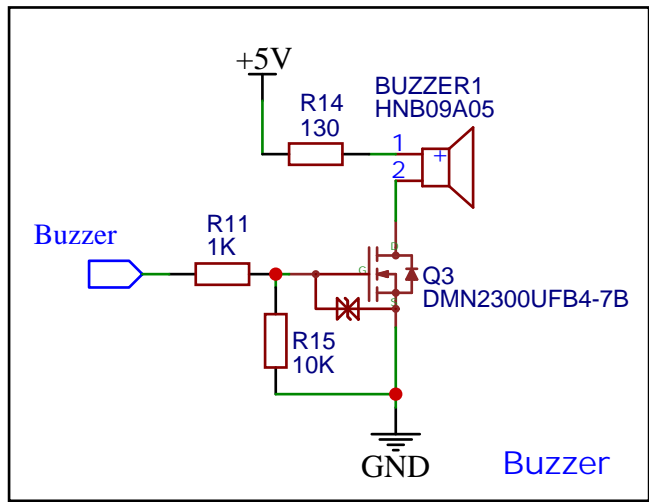 +5V
BUZZER1
HNB09A05
R14
130
1
+
2
R11
1K
Buzzer
D
G
Q3
DMN2300UFB4-7B
S
R15
10K
GND
Buzzer